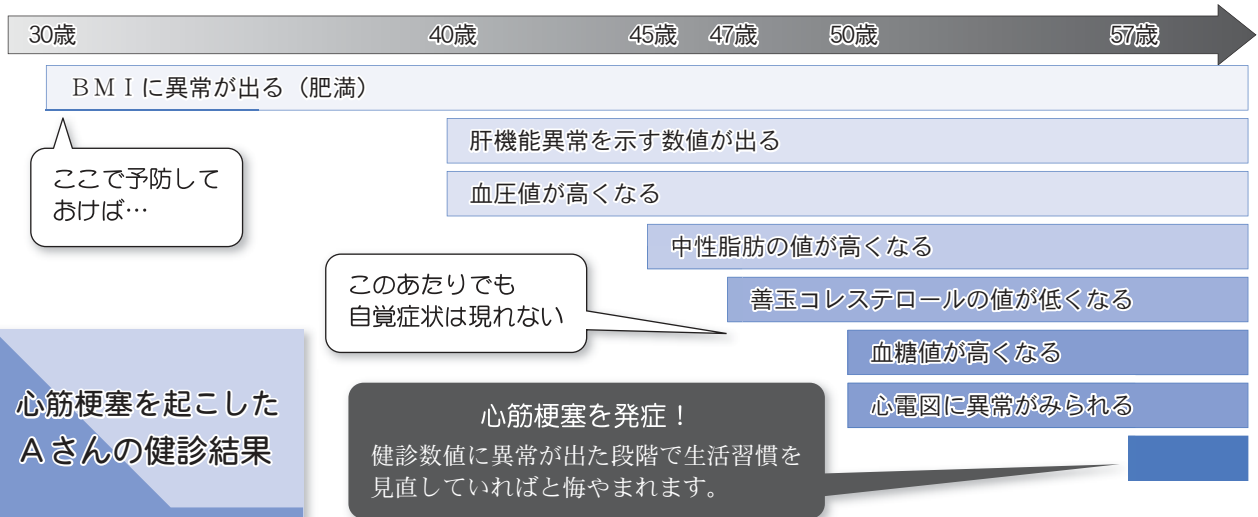 30歳 40歳 45歳 47歳 50歳 57歳
BMIに異常が出る（肥満）
ここで予防して
おけば…
肝機能異常を示す数値が出る
血圧値が高くなる
中性脂肪の値が高くなる
このあたりでも
自覚症状は現れない
善玉コレステロールの値が低くなる
血糖値が高くなる
心電図に異常がみられる
心筋梗塞を起こした
Aさんの健診結果
心筋梗塞を発症！
健診数値に異常が出た段階で生活習慣を
見直していればと悔やまれます。